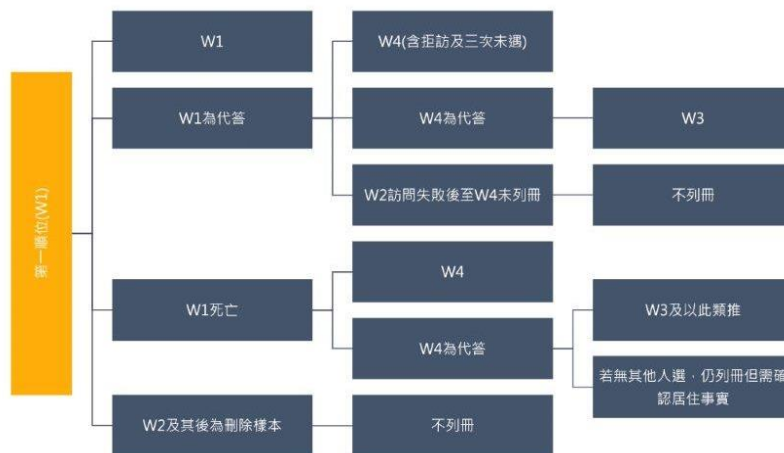 第一順位(W1)
W1
W1為代答
W4(含拒訪及三次未遇)
W4為代答
W3
W2訪問失敗後至W4未列冊
不列冊
W1死亡
W4
W4為代答
W3及以此類推
若無其他人選，仍列冊但需確
認居住事實
W2及其後為刪除樣本
不列冊